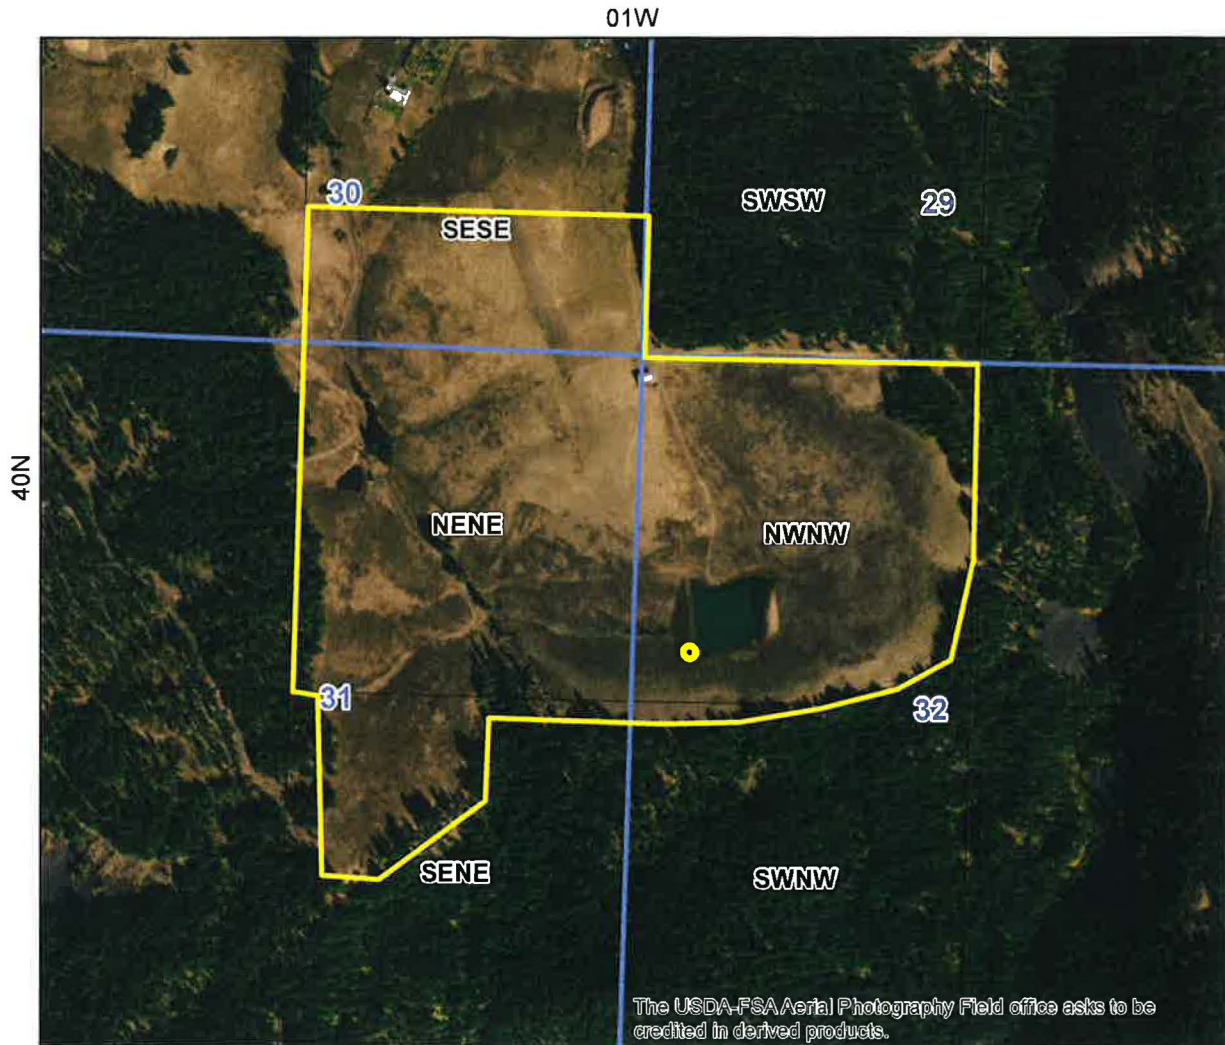 01W
30
SWSW
29
SESE
40N
NENE
NWNW
31
32
SENE
SWNW
The USDA-FSA Aerial Photography Field office asks to be
credited in derived products.